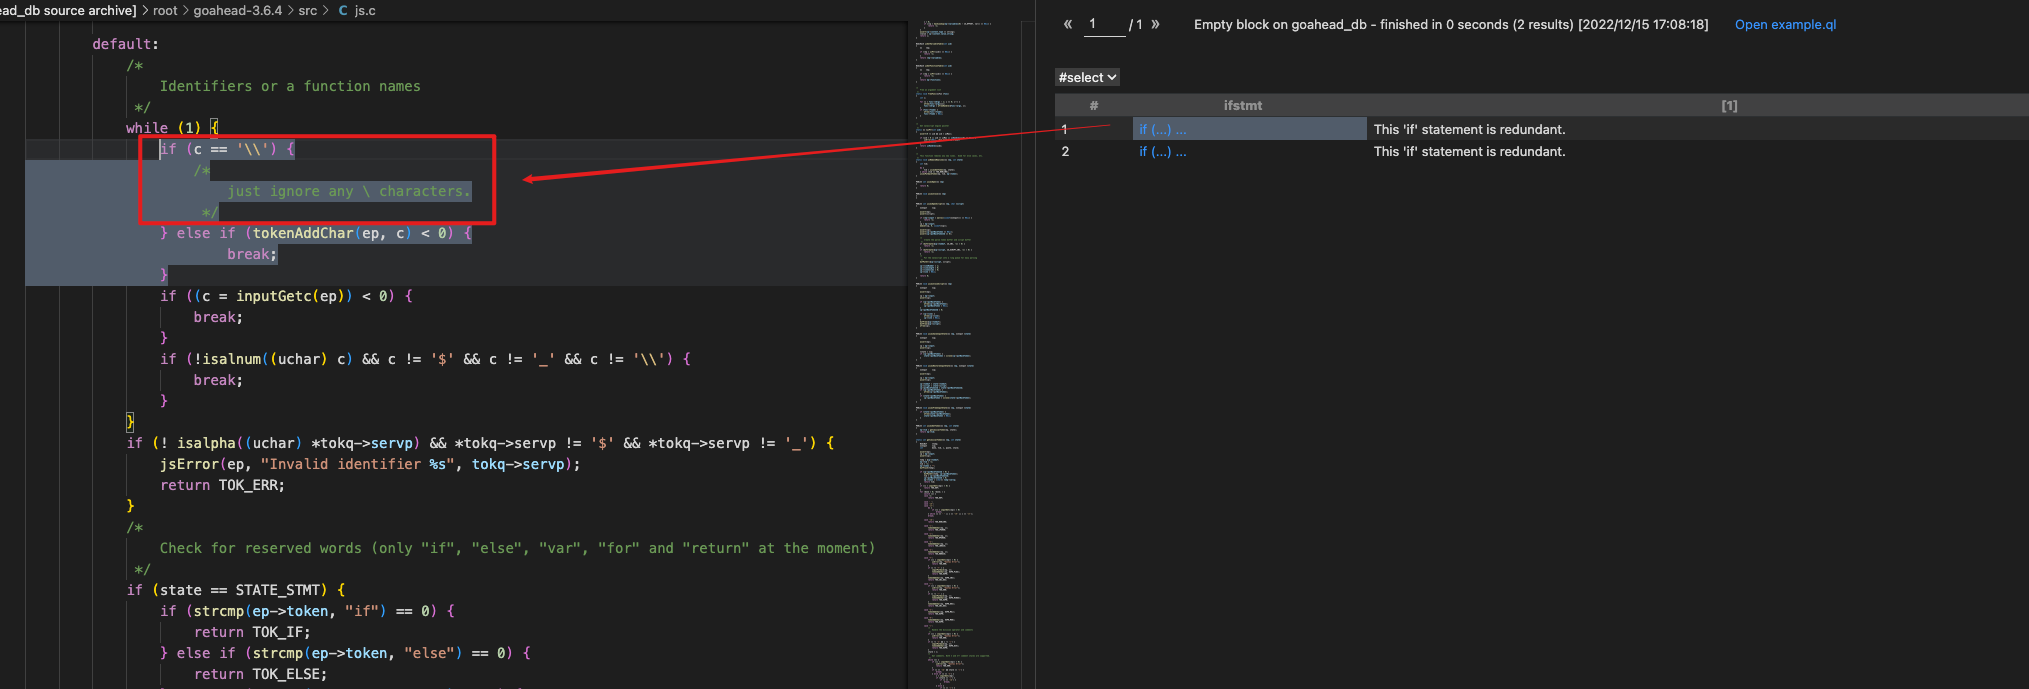 ead_db source archive] > root > goahead-3.6.4 > src > C js.c
default:
/*
Identifiers or a function names
*/
while (1) {
if (c == '\\') {
/*
just ignore any \ characters.
*/
} else if (tokenAddChar(ep, c) < 0) {
break;
}
if ((c = inputGetc(ep)) < 0) {
break;
}
if (!isalnum((uchar) c) && c != '$' && c != '_' && c != '\\') {
break;
}
}
if (! isalpha((uchar) *tokq->servp) && *tokq->servp != '$' && *tokq->servp != '_') {
jsError(ep, "Invalid identifier %s", tokq->servp);
return TOK_ERR;
}
/*
Check for reserved words (only "if", "else", "var", "for" and "return" at the moment)
*/
if (state == STATE_STMT) {
if (strcmp(ep->token, "if") == 0) {
return TOK_IF;
} else if (strcmp(ep->token, "else") == 0) {
return TOK_ELSE;
« 1 / 1 » Empty block on goahead_db - finished in 0 seconds (2 results) [2022/12/15 17:08:18] Open example.ql
#select
# ifstmt [1]
1 if (...) ... This 'if' statement is redundant.
2 if (...) ... This 'if' statement is redundant.